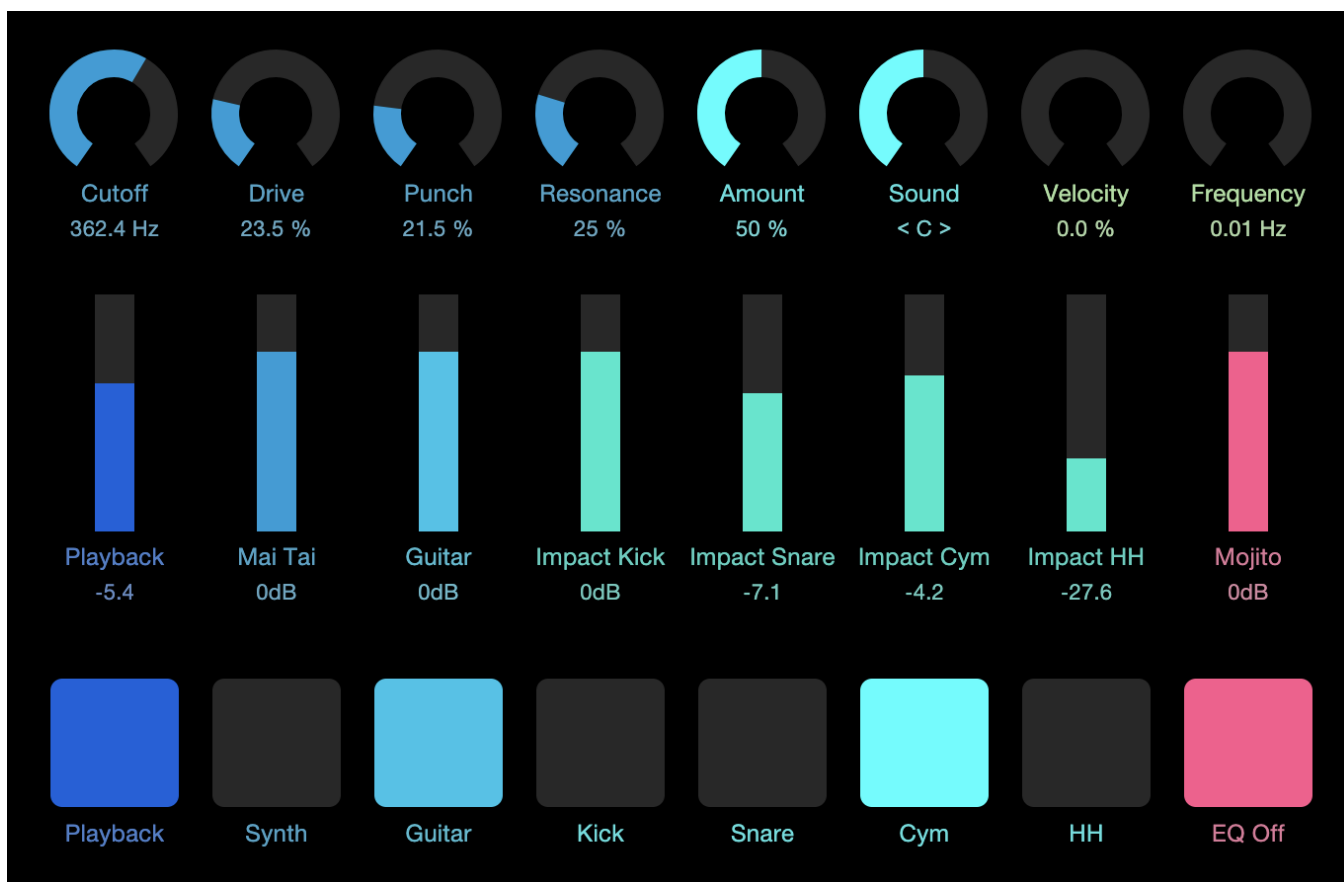 Cutoff Drive Punch Resonance Amount Sound Velocity Frequency
362.4 Hz 23.5 % 21.5 % 25 % 50 % < C > 0.0 % 0.01 Hz
Playback Mai Tai Guitar Impact Kick Impact Snare Impact Cym Impact HH Mojito
-5.4 0dB 0dB 0dB -7.1 -4.2 -27.6 0dB
Playback Synth Guitar Kick Snare Cym HH EQ Off